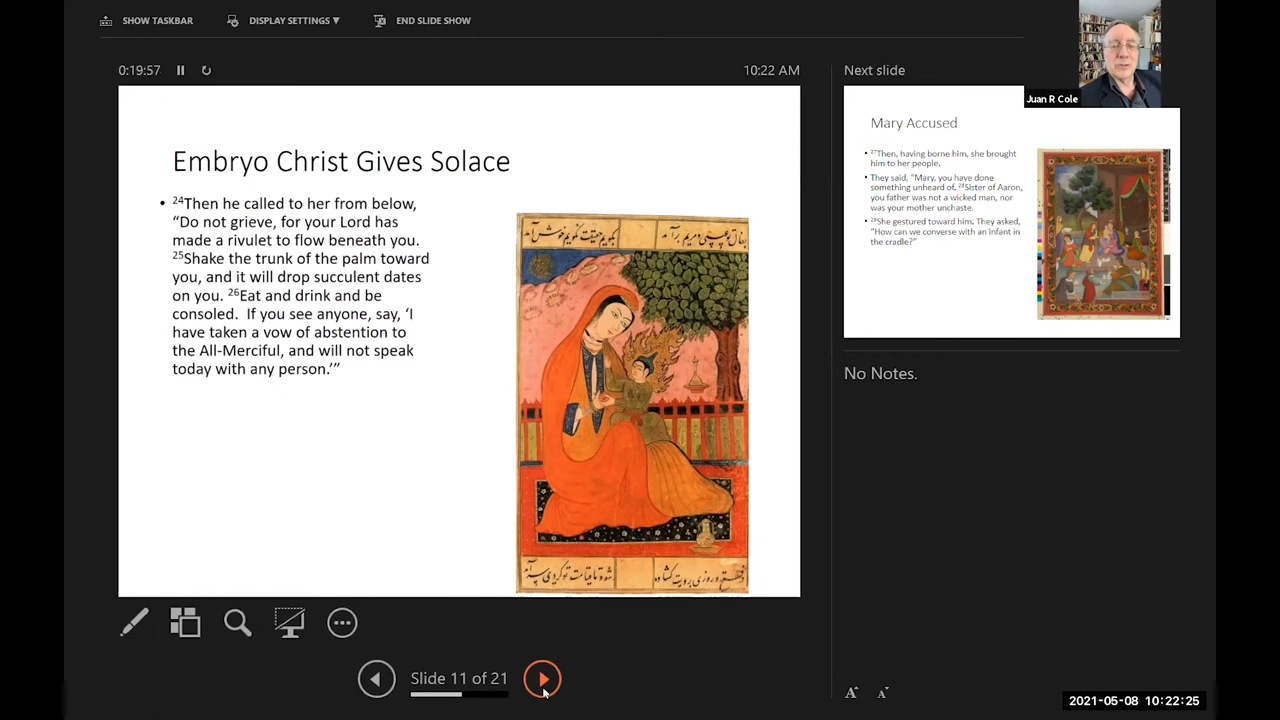 SHOW TASKBAR
DISPLAY SETTINGS ▼
END SLIDE SHOW
0:19:57
10:22 AM
Embryo Christ Gives Solace
• ²⁴Then he called to her from below,
“Do not grieve, for your Lord has
made a rivulet to flow beneath you.
²⁵Shake the trunk of the palm toward
you, and it will drop succulent dates
on you. ²⁶Eat and drink and be
consoled.  If you see anyone, say, ‘I
have taken a vow of abstention to
the All-Merciful, and will not speak
today with any person.’”
بگویم حقیقت بگویم خوش آمد
Slide 11 of 21
Next slide
Juan R Cole
Mary Accused
• ²⁷Then, having borne him, she brought
him to her people.
• They said, “Mary, you have done
something unheard of. ²⁸Sister of Aaron,
you father was not a wicked man, nor
was your mother unchaste.
• ²⁹She gestured toward him. They asked,
“How can we converse with an infant in
the cradle?”
No Notes.
A A
2021-05-08 10:22:25